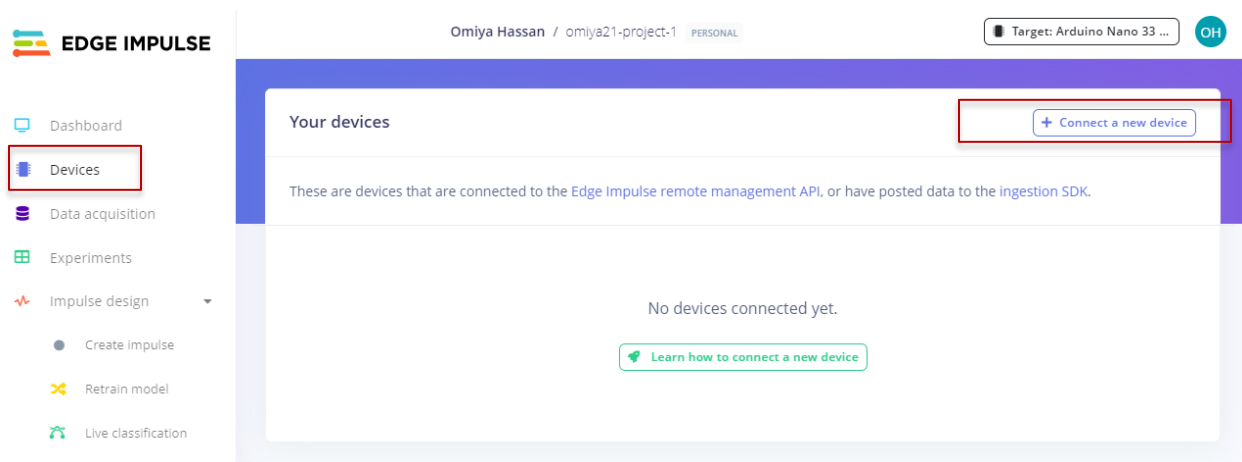 EDGE IMPULSE
Omiya Hassan / omiya21-project-1 PERSONAL
Target: Arduino Nano 33 ...
OH
Dashboard
Devices
Data acquisition
Experiments
Impulse design
Create impulse
Retrain model
Live classification
Your devices
+ Connect a new device
These are devices that are connected to the Edge Impulse remote management API, or have posted data to the ingestion SDK.
No devices connected yet.
Learn how to connect a new device